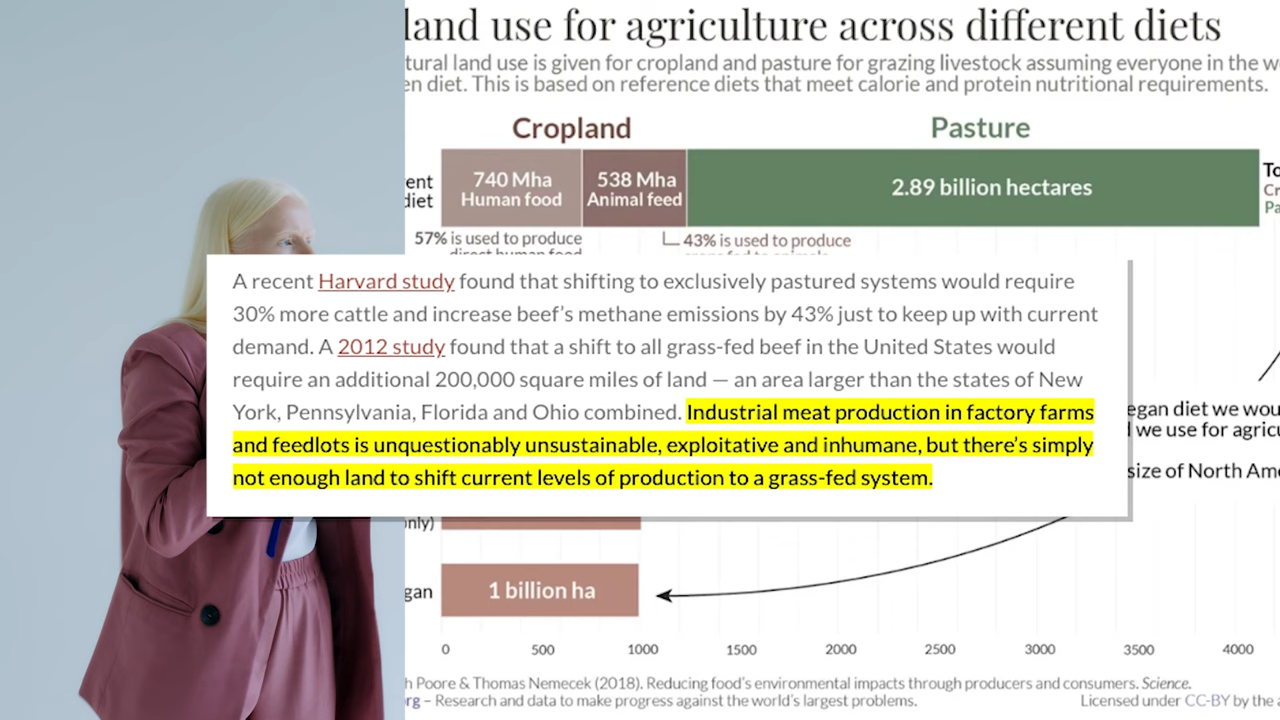 land use for agriculture across different diets
tural land use is given for cropland and pasture for grazing livestock assuming everyone in the w
en diet. This is based on reference diets that meet calorie and protein nutritional requirements.
Cropland Pasture
ent
diet
740 Mha
Human food
538 Mha
Animal feed
2.89 billion hectares
To
Cr
Pa
57% is used to produce
direct human food
43% is used to produce
A recent Harvard study found that shifting to exclusively pastured systems would require
30% more cattle and increase beef's methane emissions by 43% just to keep up with current
demand. A 2012 study found that a shift to all grass-fed beef in the United States would
require an additional 200,000 square miles of land — an area larger than the states of New
York, Pennsylvania, Florida and Ohio combined. Industrial meat production in factory farms
and feedlots is unquestionably unsustainable, exploitative and inhumane, but there's simply
not enough land to shift current levels of production to a grass-fed system.
egan diet we wou
d we use for agricu
size of North Am
only)
gan
1 billion ha
0 500 1000 1500 2000 2500 3000 3500 4000
h Poore & Thomas Nemecek (2018). Reducing food's environmental impacts through producers and consumers. Science.
rg – Research and data to make progress against the world's largest problems.
Licensed under CC-BY by the a